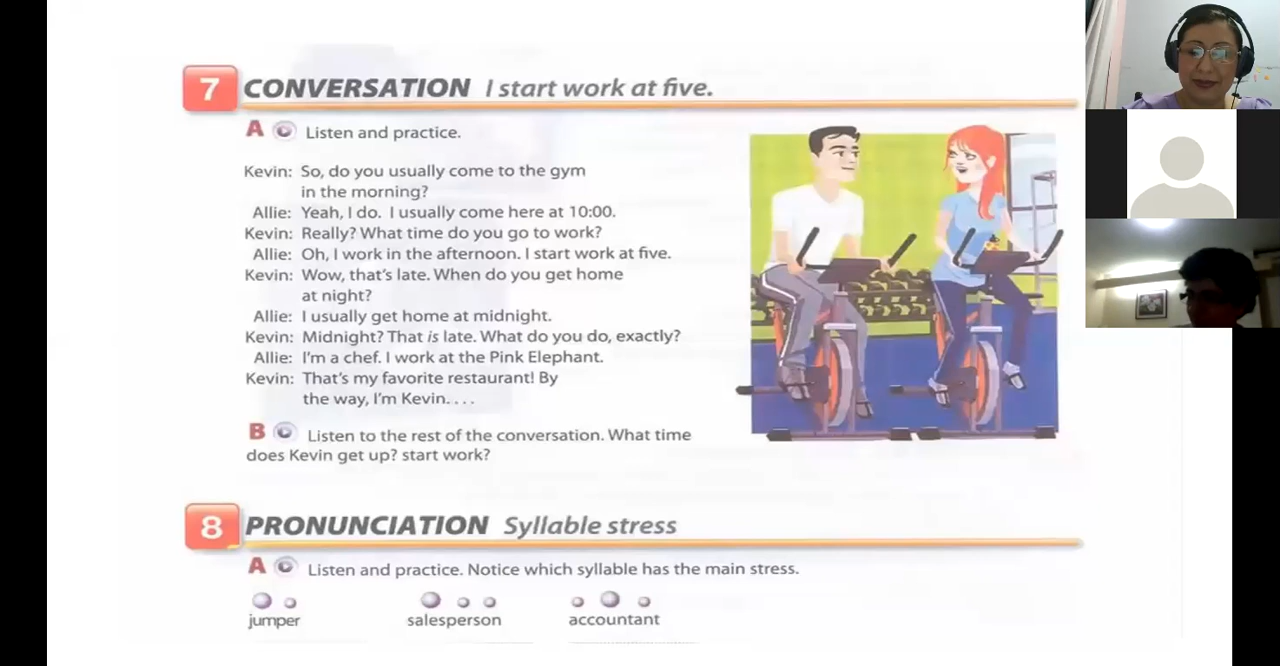 7 CONVERSATION I start work at five.
A Listen and practice.
Kevin: So, do you usually come to the gym
in the morning?
Allie: Yeah, I do. I usually come here at 10:00.
Kevin: Really? What time do you go to work?
Allie: Oh, I work in the afternoon. I start work at five.
Kevin: Wow, that's late. When do you get home
at night?
Allie: I usually get home at midnight.
Kevin: Midnight? That is late. What do you do, exactly?
Allie: I'm a chef. I work at the Pink Elephant.
Kevin: That's my favorite restaurant! By
the way, I'm Kevin. . . .
B Listen to the rest of the conversation. What time
does Kevin get up? start work?
8 PRONUNCIATION Syllable stress
A Listen and practice. Notice which syllable has the main stress.
jumper salesperson accountant